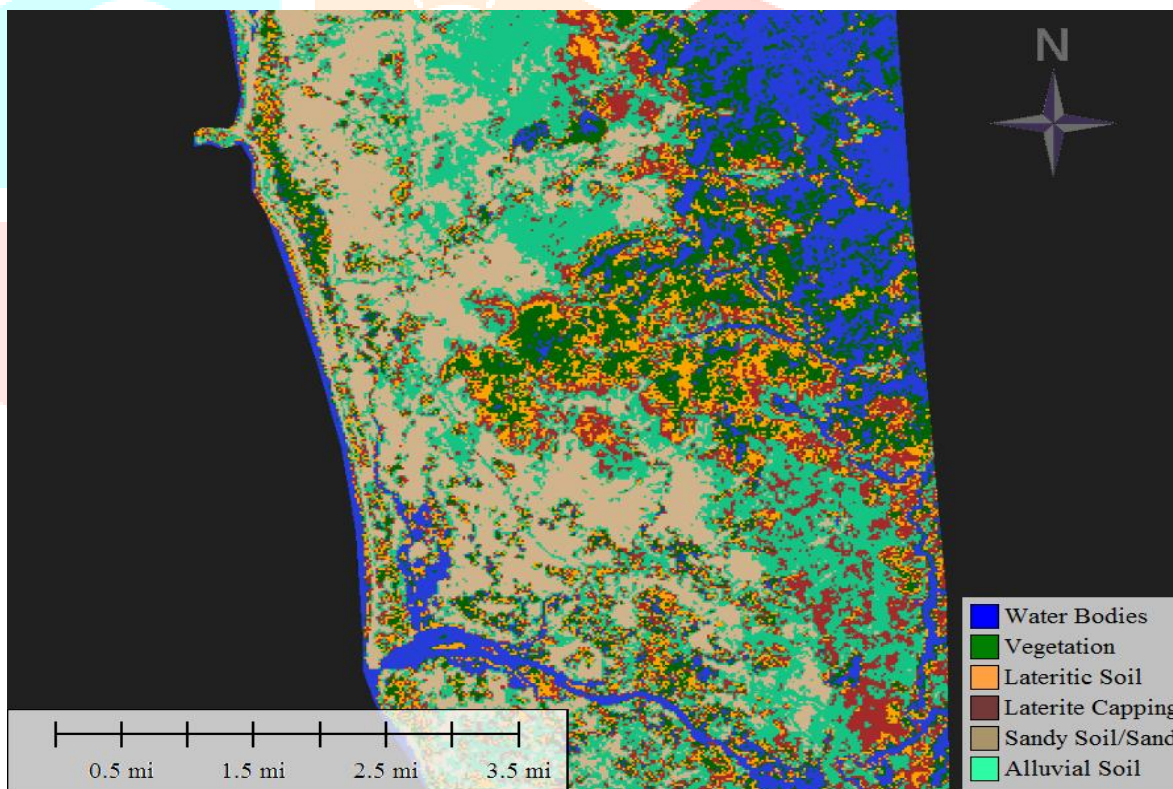 N
Water Bodies
Vegetation
Lateritic Soil
Laterite Capping
Sandy Soil/Sand
Alluvial Soil
0.5 mi 1.5 mi 2.5 mi 3.5 mi